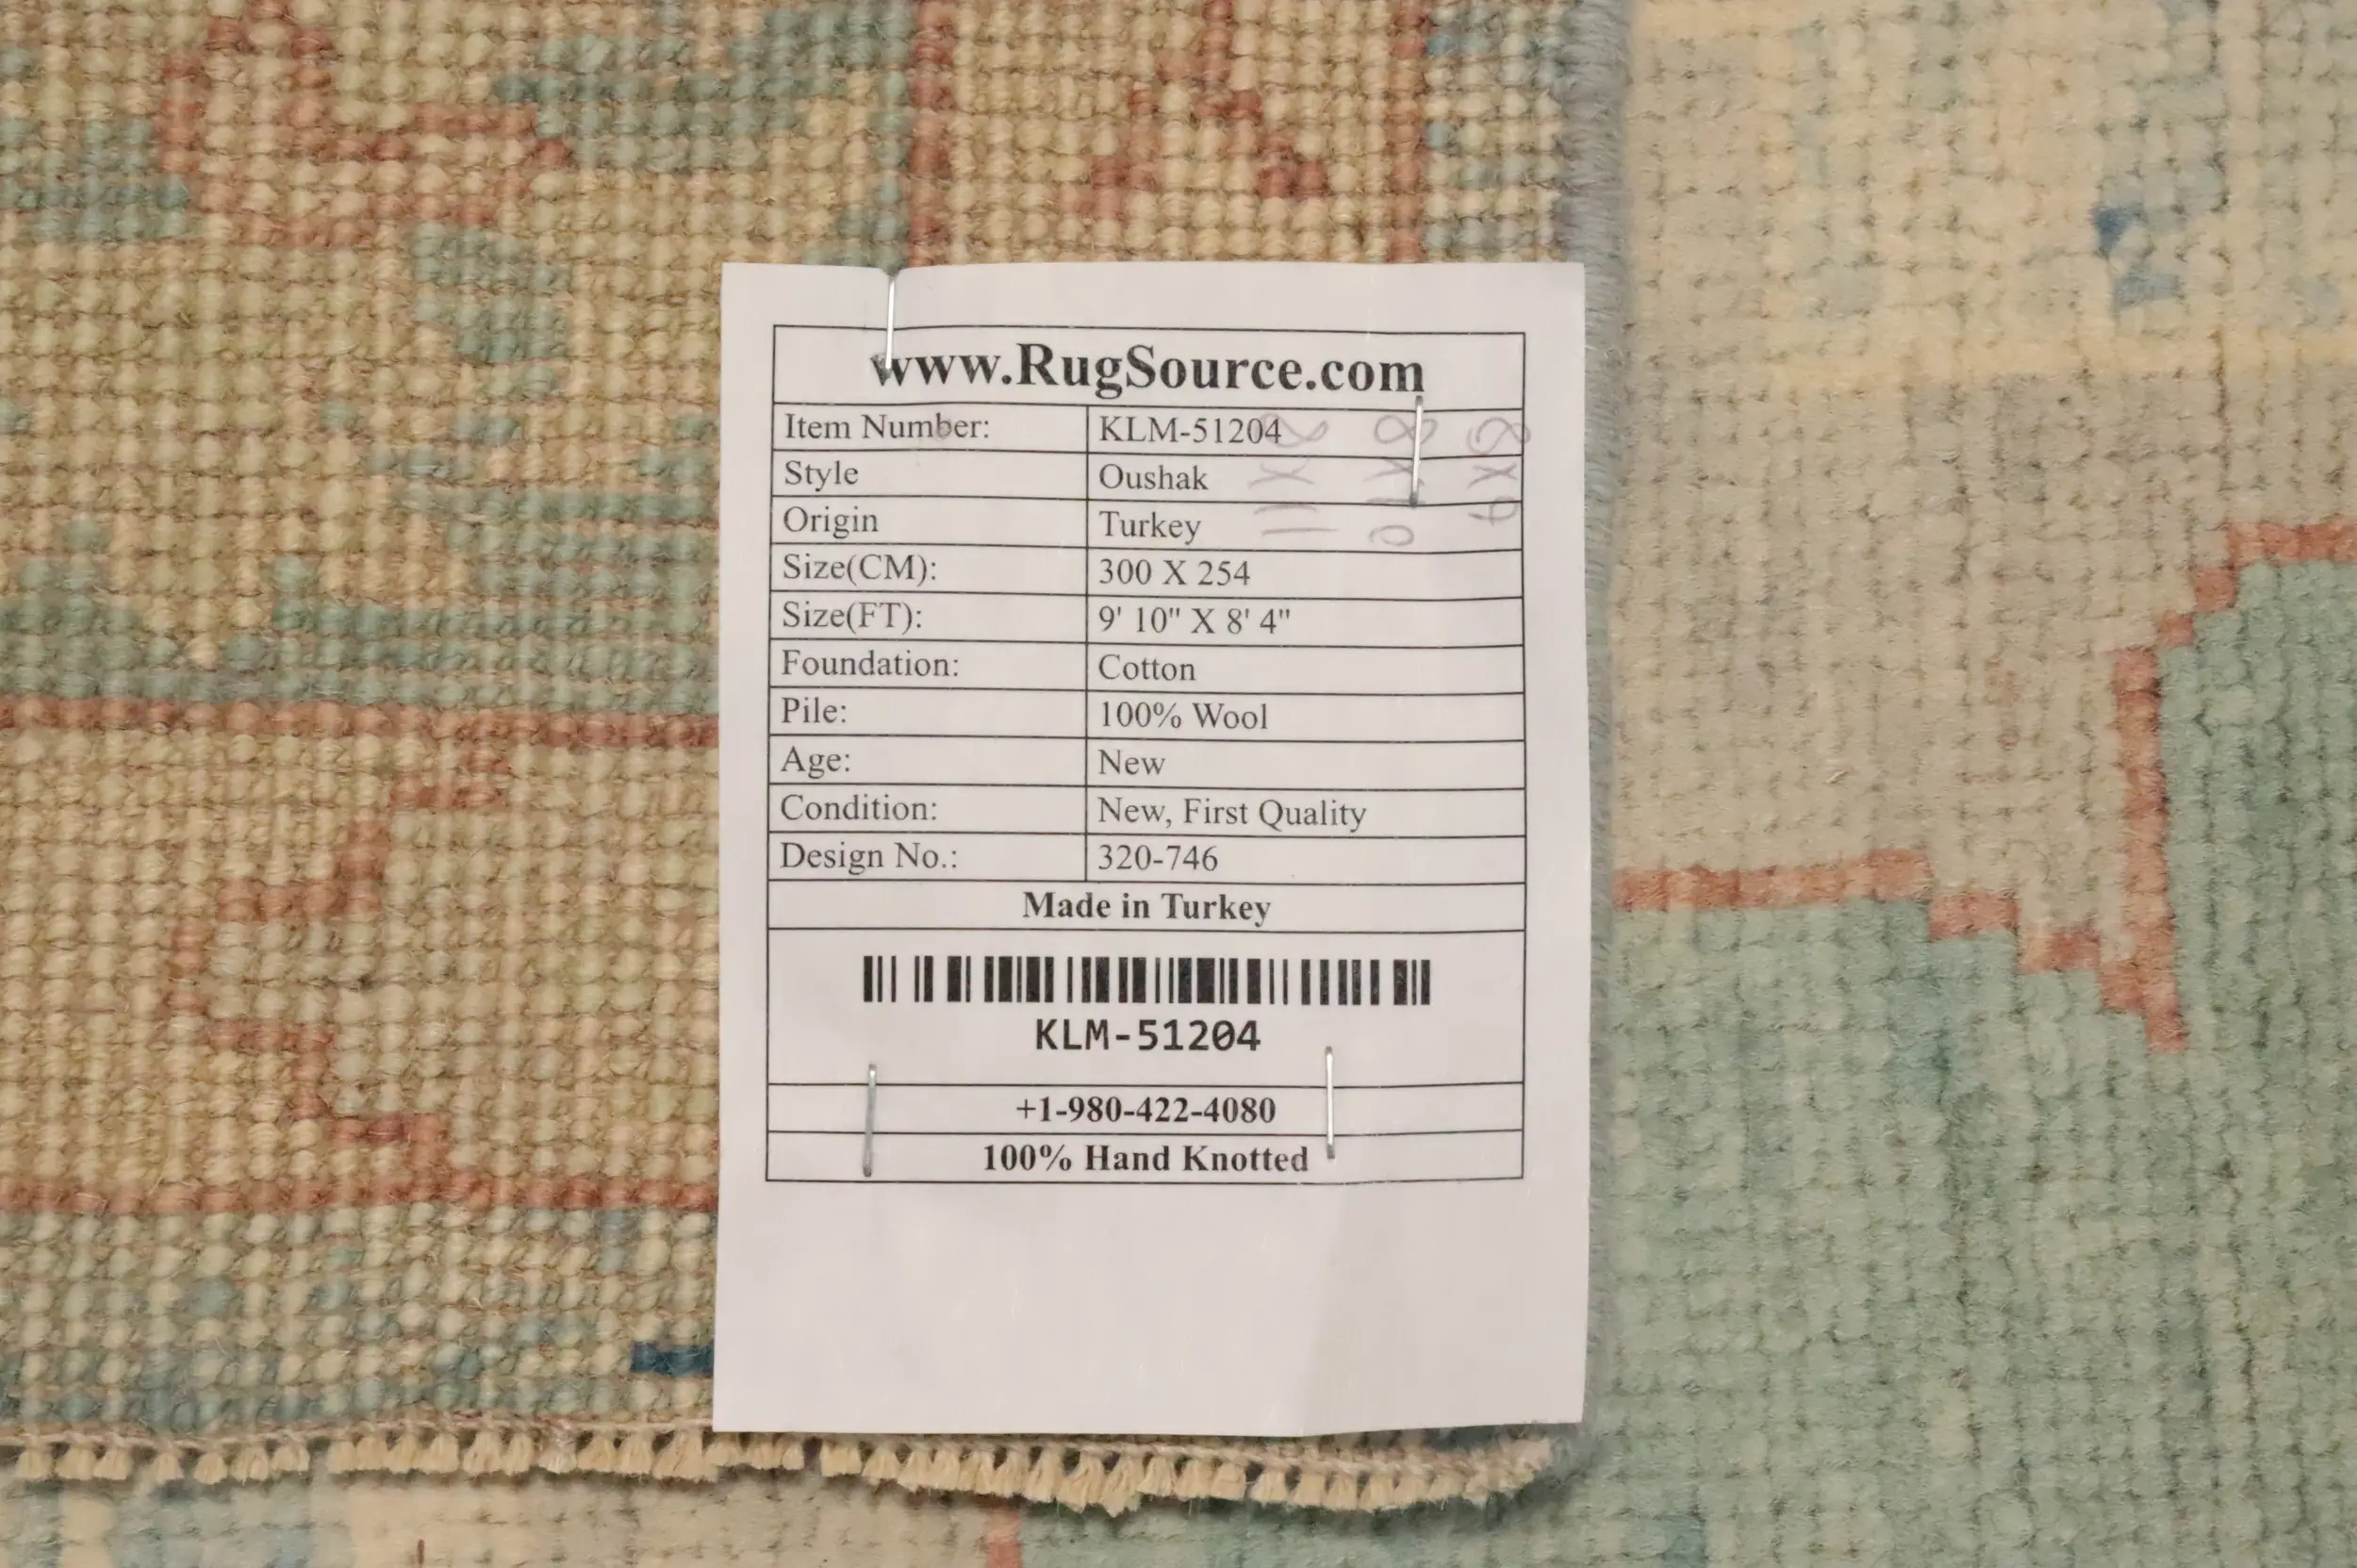 www.RugSource.com
Item Number: KLM-51204
Style Oushak
Origin Turkey
Size(CM): 300 X 254
Size(FT): 9' 10" X 8' 4"
Foundation: Cotton
Pile: 100% Wool
Age: New
Condition: New, First Quality
Design No.: 320-746
Made in Turkey
KLM-51204
+1-980-422-4080
100% Hand Knotted